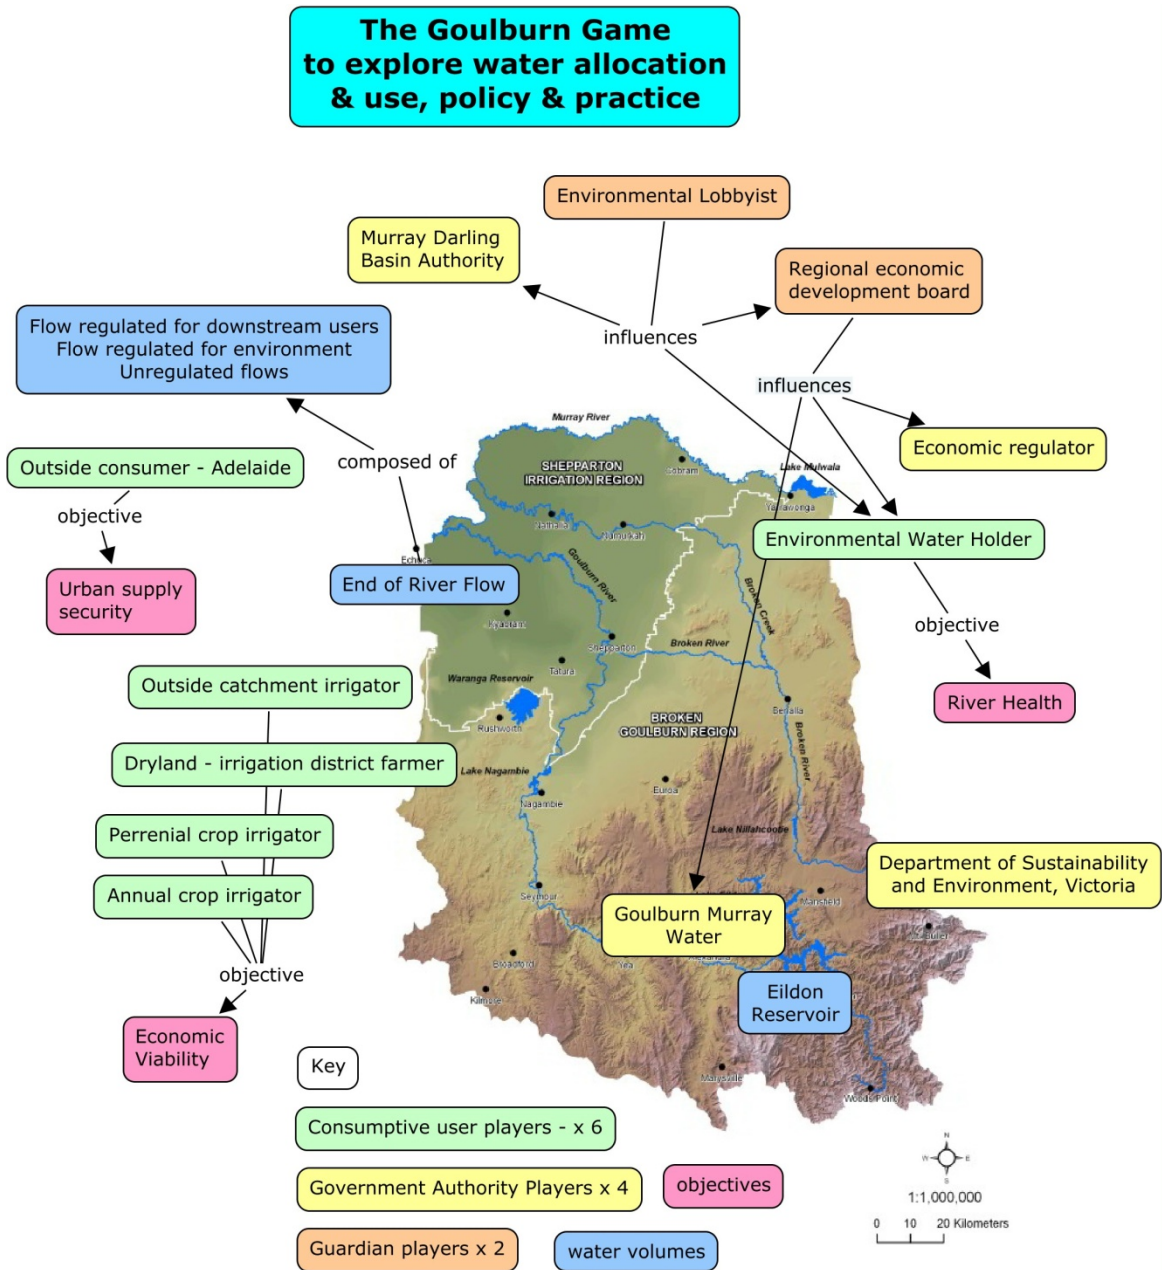 The Goulburn Game
to explore water allocation
& use, policy & practice
Environmental Lobbyist
Murray Darling
Basin Authority
Regional economic
development board
Flow regulated for downstream users
Flow regulated for environment
Unregulated flows
influences
influences
Economic regulator
Outside consumer - Adelaide
composed of
objective
Urban supply
security
Murray River
SHEPPARTON
IRRIGATION REGION
Cobram
Lake Mulwala
Yarrawonga
Nathalia
Numurkah
Environmental Water Holder
Echuca
End of River Flow
Goulburn River
Broken Creek
Kyabram
Shepparton
Broken River
objective
Tatura
Outside catchment irrigator
Waranga Reservoir
River Health
Rushworth
BROKEN
GOULBURN REGION
Benalla
Broken River
Dryland - irrigation district farmer
Lake Nagambie
Nagambie
Euroa
Perrenial crop irrigator
Lake Nillahcoobe
Annual crop irrigator
Department of Sustainability
and Environment, Victoria
Seymour
Mansfield
Goulburn Murray
Water
Broadford
Yea
objective
Kilmore
Eildon
Reservoir
Economic
Viability
Marysville
Woods Point
Key
Consumptive user players - x 6
Government Authority Players x 4
objectives
Guardian players x 2
water volumes
N
W
E
S
1:1,000,000
0 10 20 Kilometers